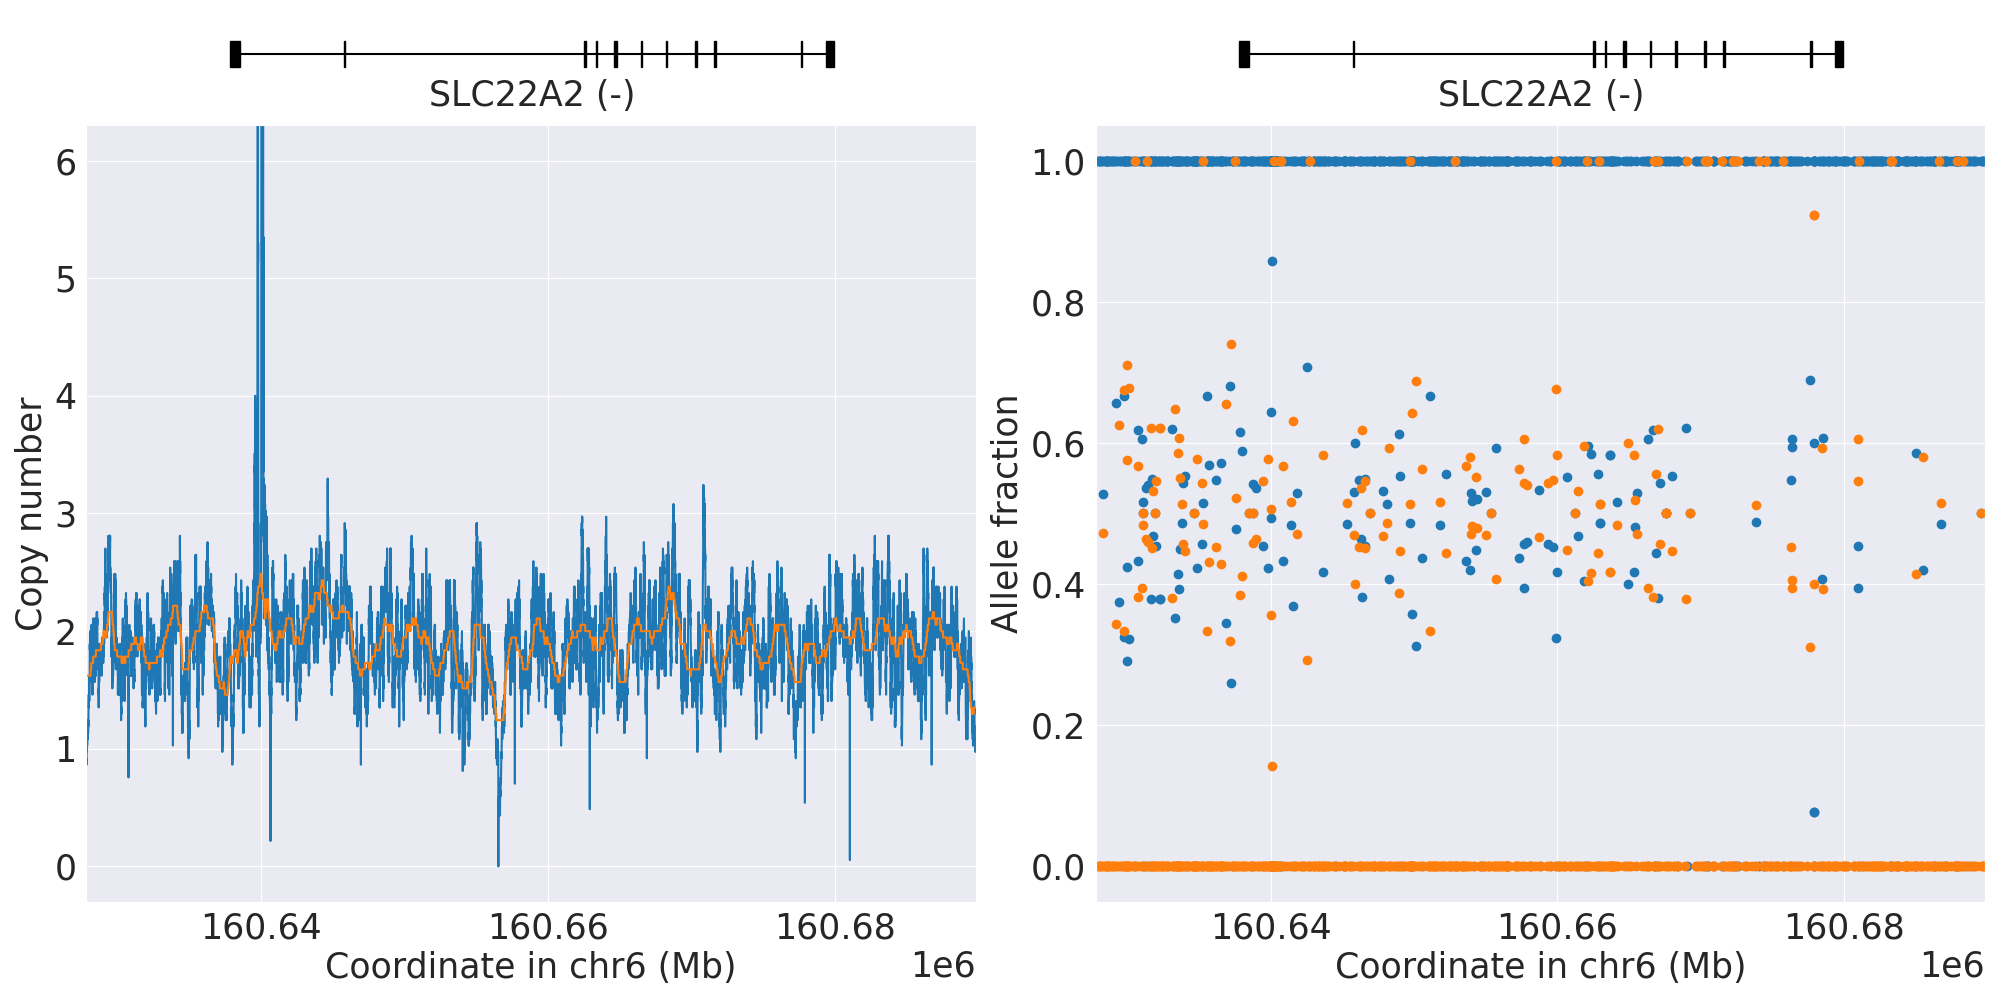 SLC22A2 (-)
Copy number
6
5
4
3
2
1
0
160.64
160.66
160.68
Coordinate in chr6 (Mb)
1e6
SLC22A2 (-)
Allele fraction
1.0
0.8
0.6
0.4
0.2
0.0
160.64
160.66
160.68
Coordinate in chr6 (Mb)
1e6